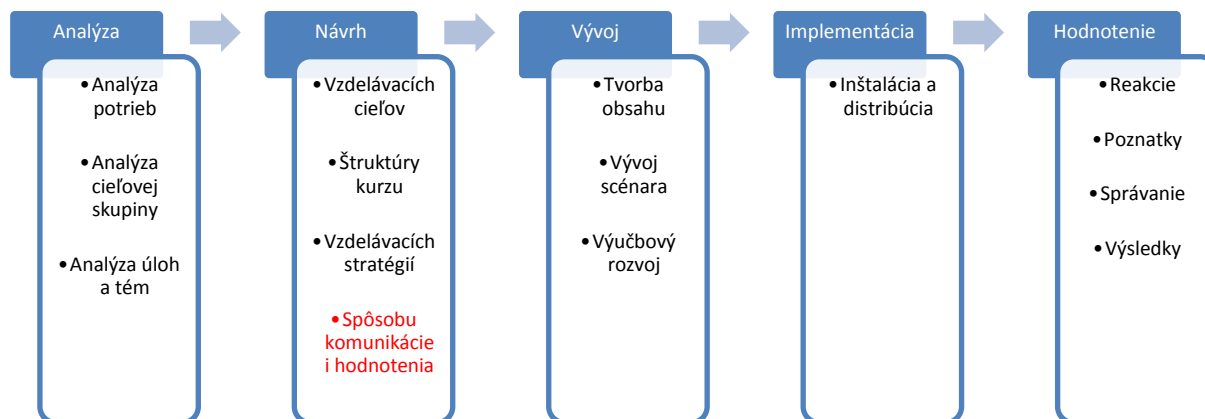 Analýza
• Analýza
potrieb
• Analýza
cieľovej
skupiny
• Analýza úloh
a tém
Návrh
• Vzdelávacích
cieľov
• Štruktúry
kurzu
• Vzdelávacích
stratégií
• Spôsobu
komunikácie
i hodnotenia
Vývoj
• Tvorba
obsahu
• Vývoj
scénara
• Výučbový
rozvoj
Implementácia
• Inštalácia a
distribúcia
Hodnotenie
• Reakcie
• Poznatky
• Správanie
• Výsledky